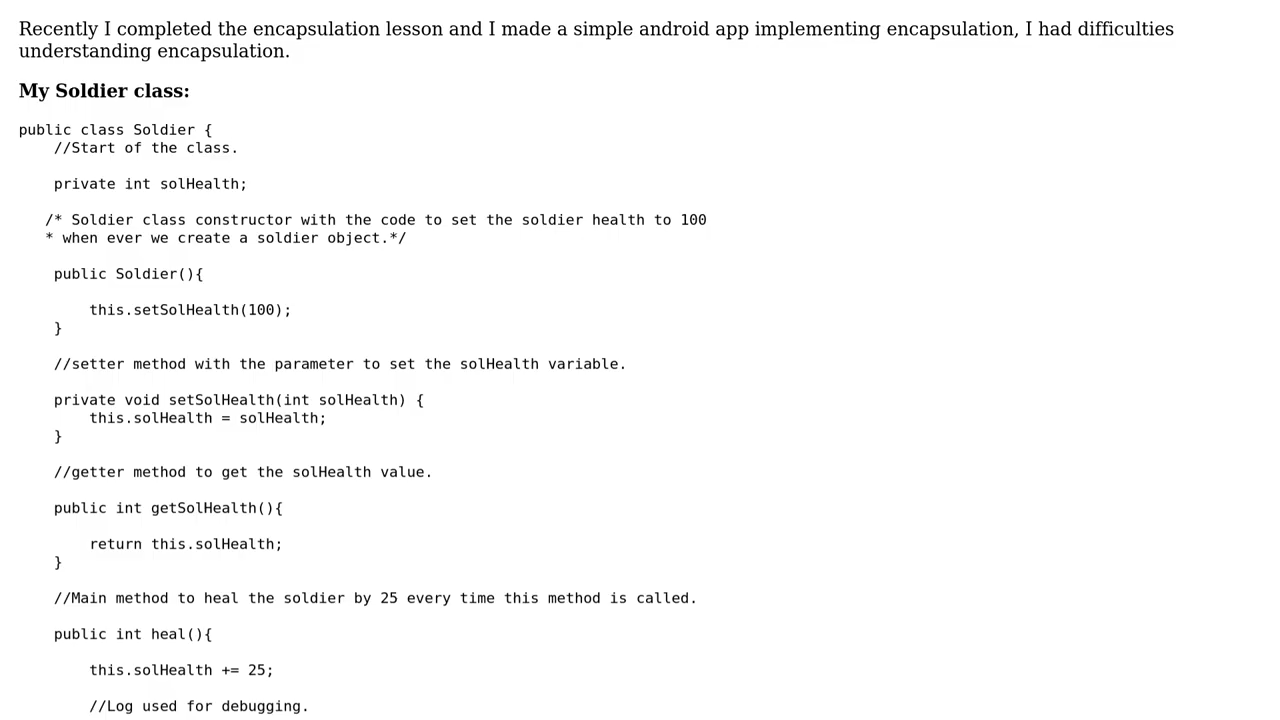 Recently I completed the encapsulation lesson and I made a simple android app implementing encapsulation, I had difficulties
understanding encapsulation.
My Soldier class:
public class Soldier {
    //Start of the class.
    private int solHealth;
   /* Soldier class constructor with the code to set the soldier health to 100
   * when ever we create a soldier object.*/
    public Soldier(){
        this.setSolHealth(100);
    }
    //setter method with the parameter to set the solHealth variable.
    private void setSolHealth(int solHealth) {
        this.solHealth = solHealth;
    }
    //getter method to get the solHealth value.
    public int getSolHealth(){
        return this.solHealth;
    }
    //Main method to heal the soldier by 25 every time this method is called.
    public int heal(){
        this.solHealth += 25;
        //Log used for debugging.